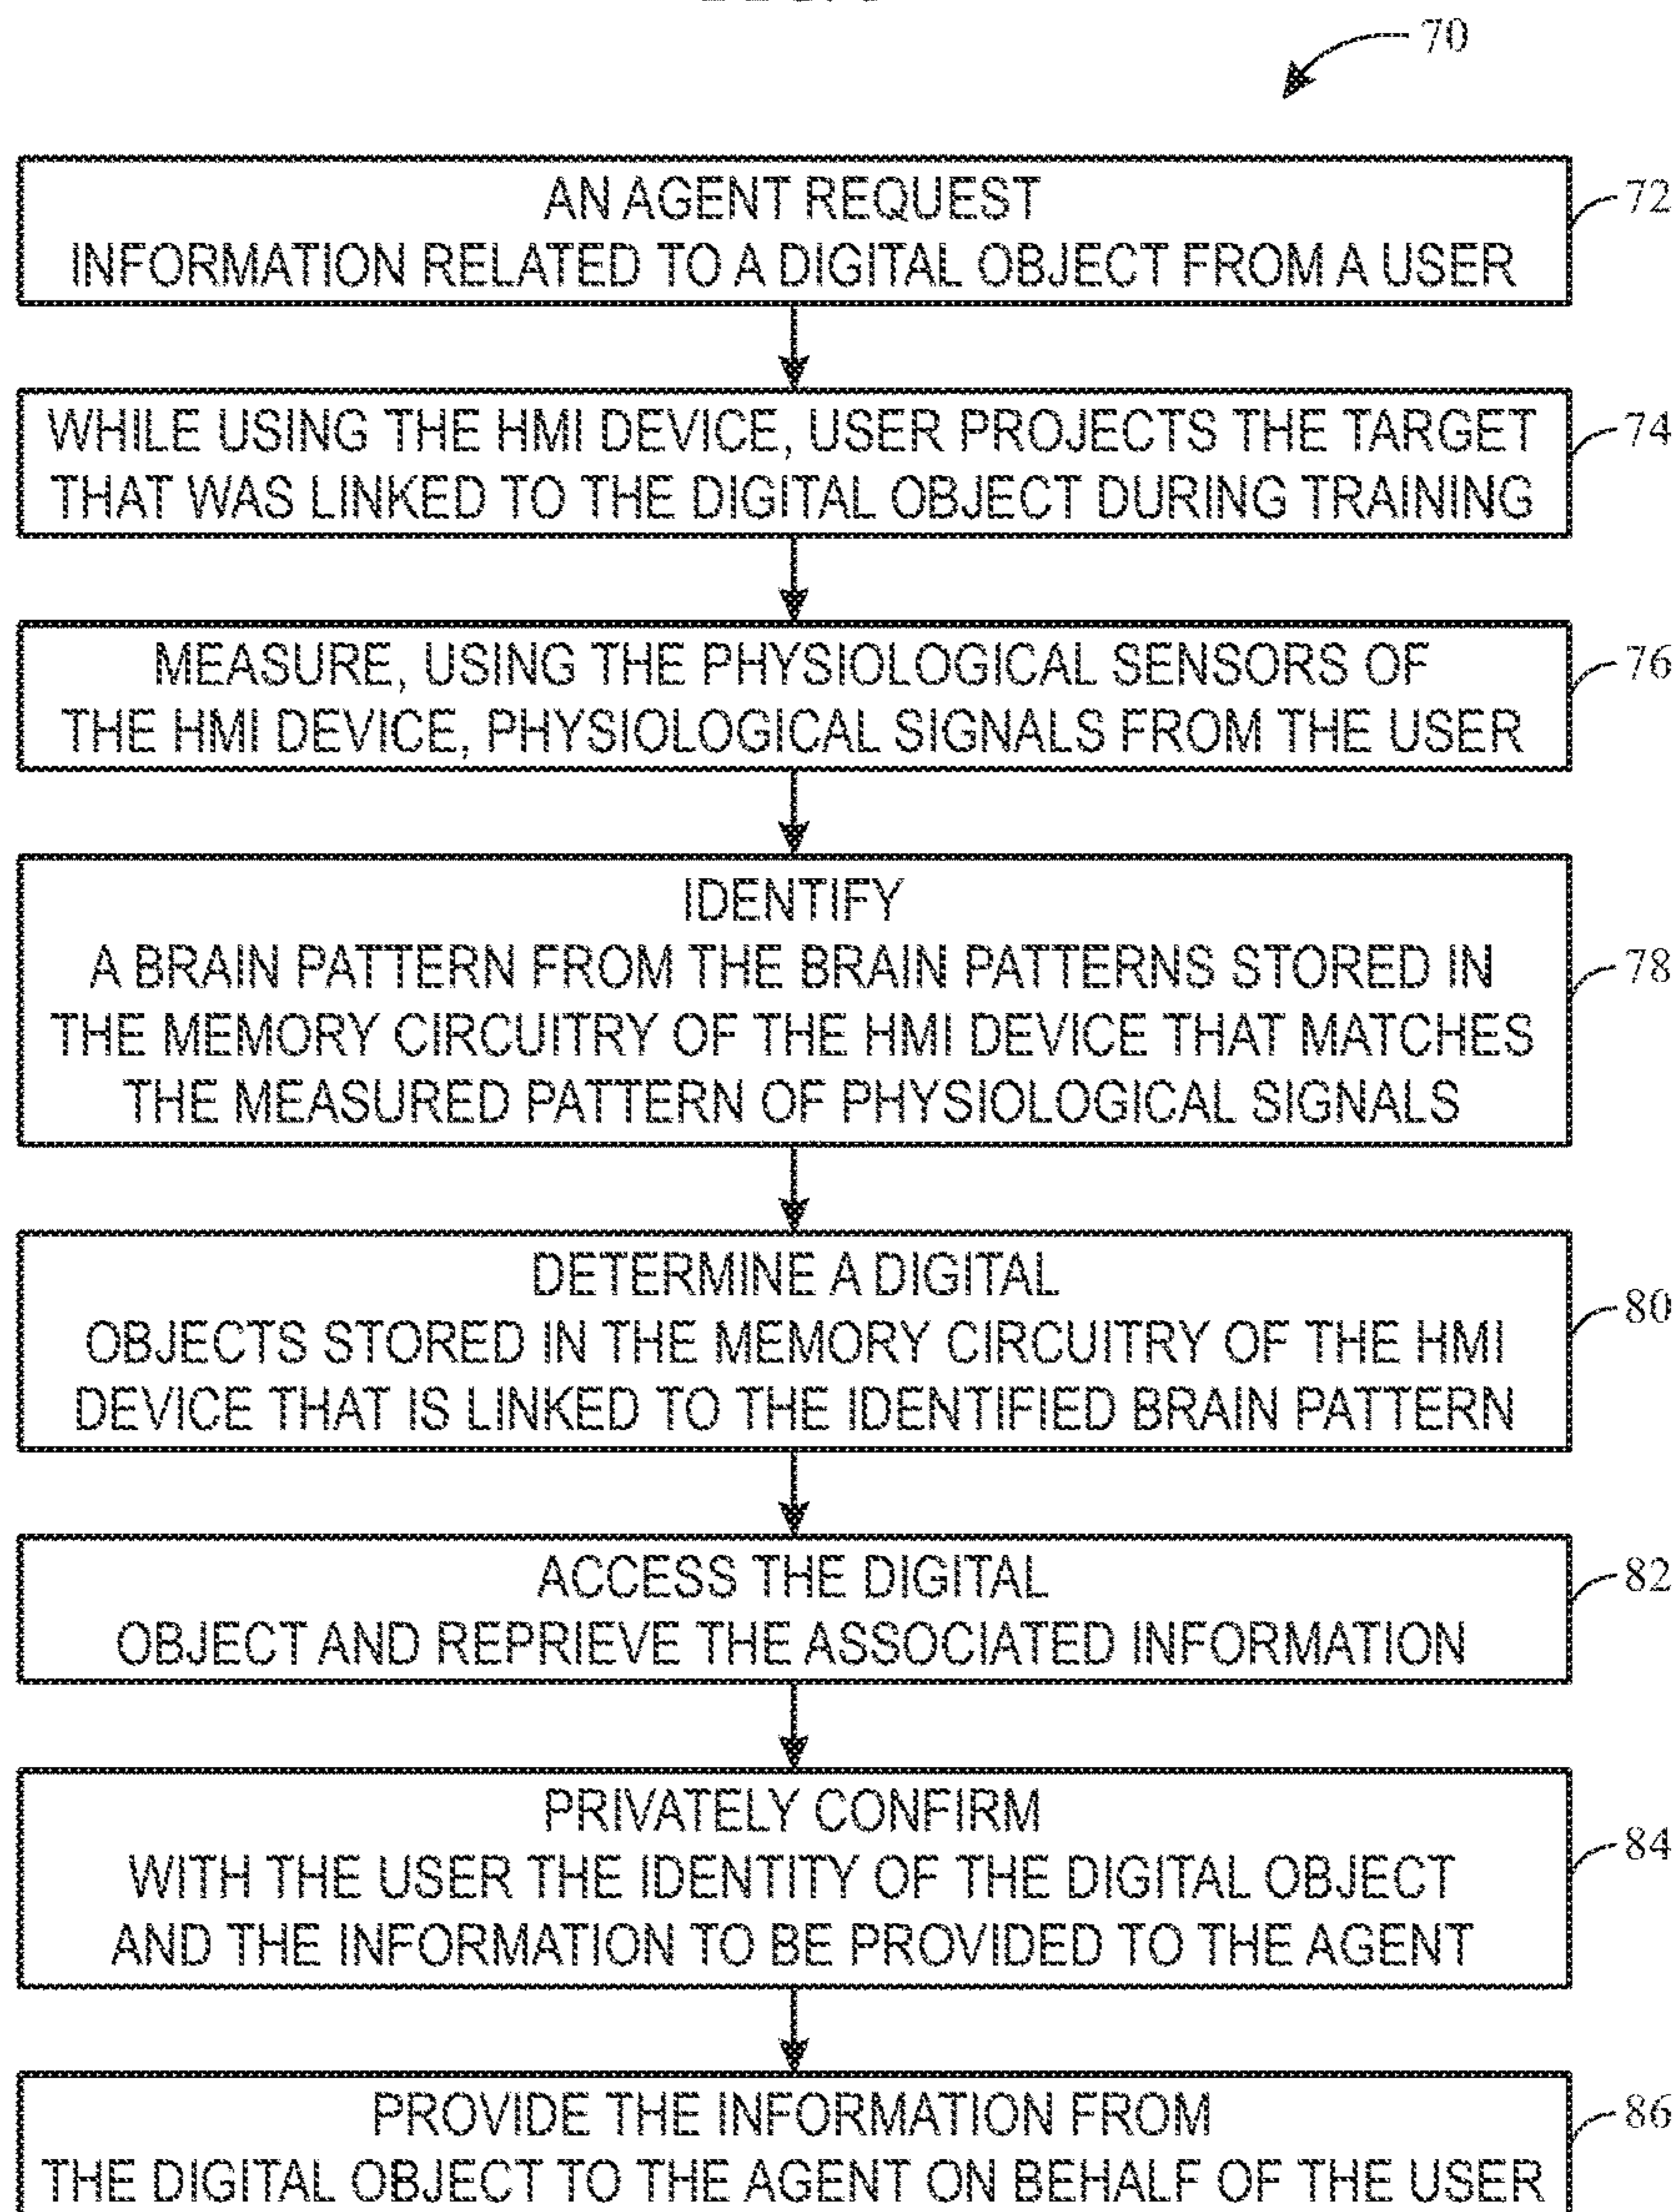 70
AN AGENT REQUEST
INFORMATION RELATED TO A DIGITAL OBJECT FROM A USER
72
WHILE USING THE HMI DEVICE, USER PROJECTS THE TARGET
THAT WAS LINKED TO THE DIGITAL OBJECT DURING TRAINING
74
MEASURE, USING THE PHYSIOLOGICAL SENSORS OF
THE HMI DEVICE, PHYSIOLOGICAL SIGNALS FROM THE USER
76
IDENTIFY
A BRAIN PATTERN FROM THE BRAIN PATTERNS STORED IN
THE MEMORY CIRCUITRY OF THE HMI DEVICE THAT MATCHES
THE MEASURED PATTERN OF PHYSIOLOGICAL SIGNALS
78
DETERMINE A DIGITAL
OBJECTS STORED IN THE MEMORY CIRCUITRY OF THE HMI
DEVICE THAT IS LINKED TO THE IDENTIFIED BRAIN PATTERN
80
ACCESS THE DIGITAL
OBJECT AND REPRIEVE THE ASSOCIATED INFORMATION
82
PRIVATELY CONFIRM
WITH THE USER THE IDENTITY OF THE DIGITAL OBJECT
AND THE INFORMATION TO BE PROVIDED TO THE AGENT
84
PROVIDE THE INFORMATION FROM
THE DIGITAL OBJECT TO THE AGENT ON BEHALF OF THE USER
86